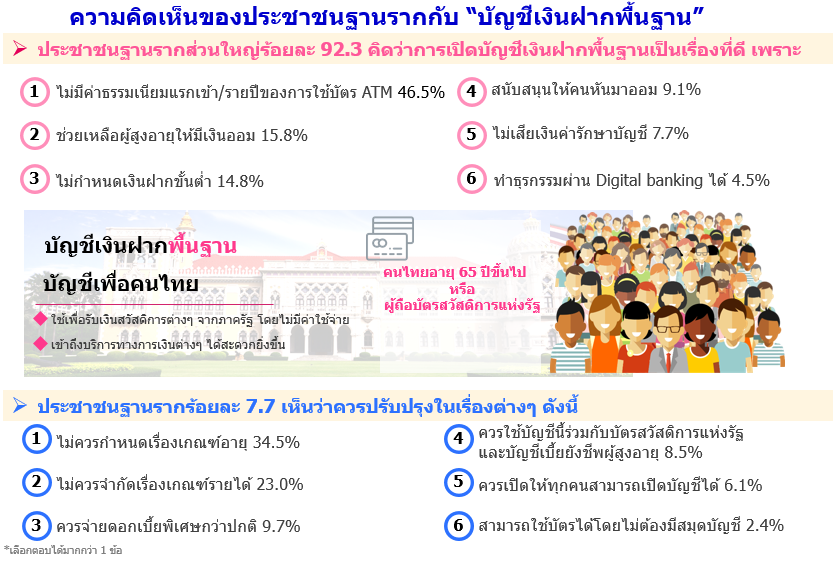 ความคิดเห็นของประชาชนฐานรากกับ “บัญชีเงินฝากพื้นฐาน”
ประชาชนฐานรากส่วนใหญ่ร้อยละ 92.3 คิดว่าการเปิดบัญชีเงินฝากพื้นฐานเป็นเรื่องที่ดี เพราะ
1 ไม่มีค่าธรรมเนียมแรกเข้า/รายปีของการใช้บัตร ATM 46.5%
2 ช่วยเหลือผู้สูงอายุให้มีเงินออม 15.8%
3 ไม่กำหนดเงินฝากขั้นต่ำ 14.8%
4 สนับสนุนให้คนหันมาออม 9.1%
5 ไม่เสียเงินค่ารักษาบัญชี 7.7%
6 ทำธุรกรรมผ่าน Digital banking ได้ 4.5%
บัญชีเงินฝากพื้นฐาน
บัญชีเพื่อคนไทย
ใช้เพื่อรับเงินสวัสดิการต่างๆ จากภาครัฐ โดยไม่มีค่าใช้จ่าย
เข้าถึงบริการทางการเงินต่างๆ ได้สะดวกยิ่งขึ้น
คนไทยอายุ 65 ปีขึ้นไป
หรือ
ผู้ถือบัตรสวัสดิการแห่งรัฐ
ประชาชนฐานรากร้อยละ 7.7 เห็นว่าควรปรับปรุงในเรื่องต่างๆ ดังนี้
1 ไม่ควรกำหนดเรื่องเกณฑ์อายุ 34.5%
2 ไม่ควรจำกัดเรื่องเกณฑ์รายได้ 23.0%
3 ควรจ่ายดอกเบี้ยพิเศษกว่าปกติ 9.7%
4 ควรใช้บัญชีนี้ร่วมกับบัตรสวัสดิการแห่งรัฐ
และบัญชีเบี้ยยังชีพผู้สูงอายุ 8.5%
5 ควรเปิดให้ทุกคนสามารถเปิดบัญชีได้ 6.1%
6 สามารถใช้บัตรได้โดยไม่ต้องมีสมุดบัญชี 2.4%
*เลือกตอบได้มากกว่า 1 ข้อ